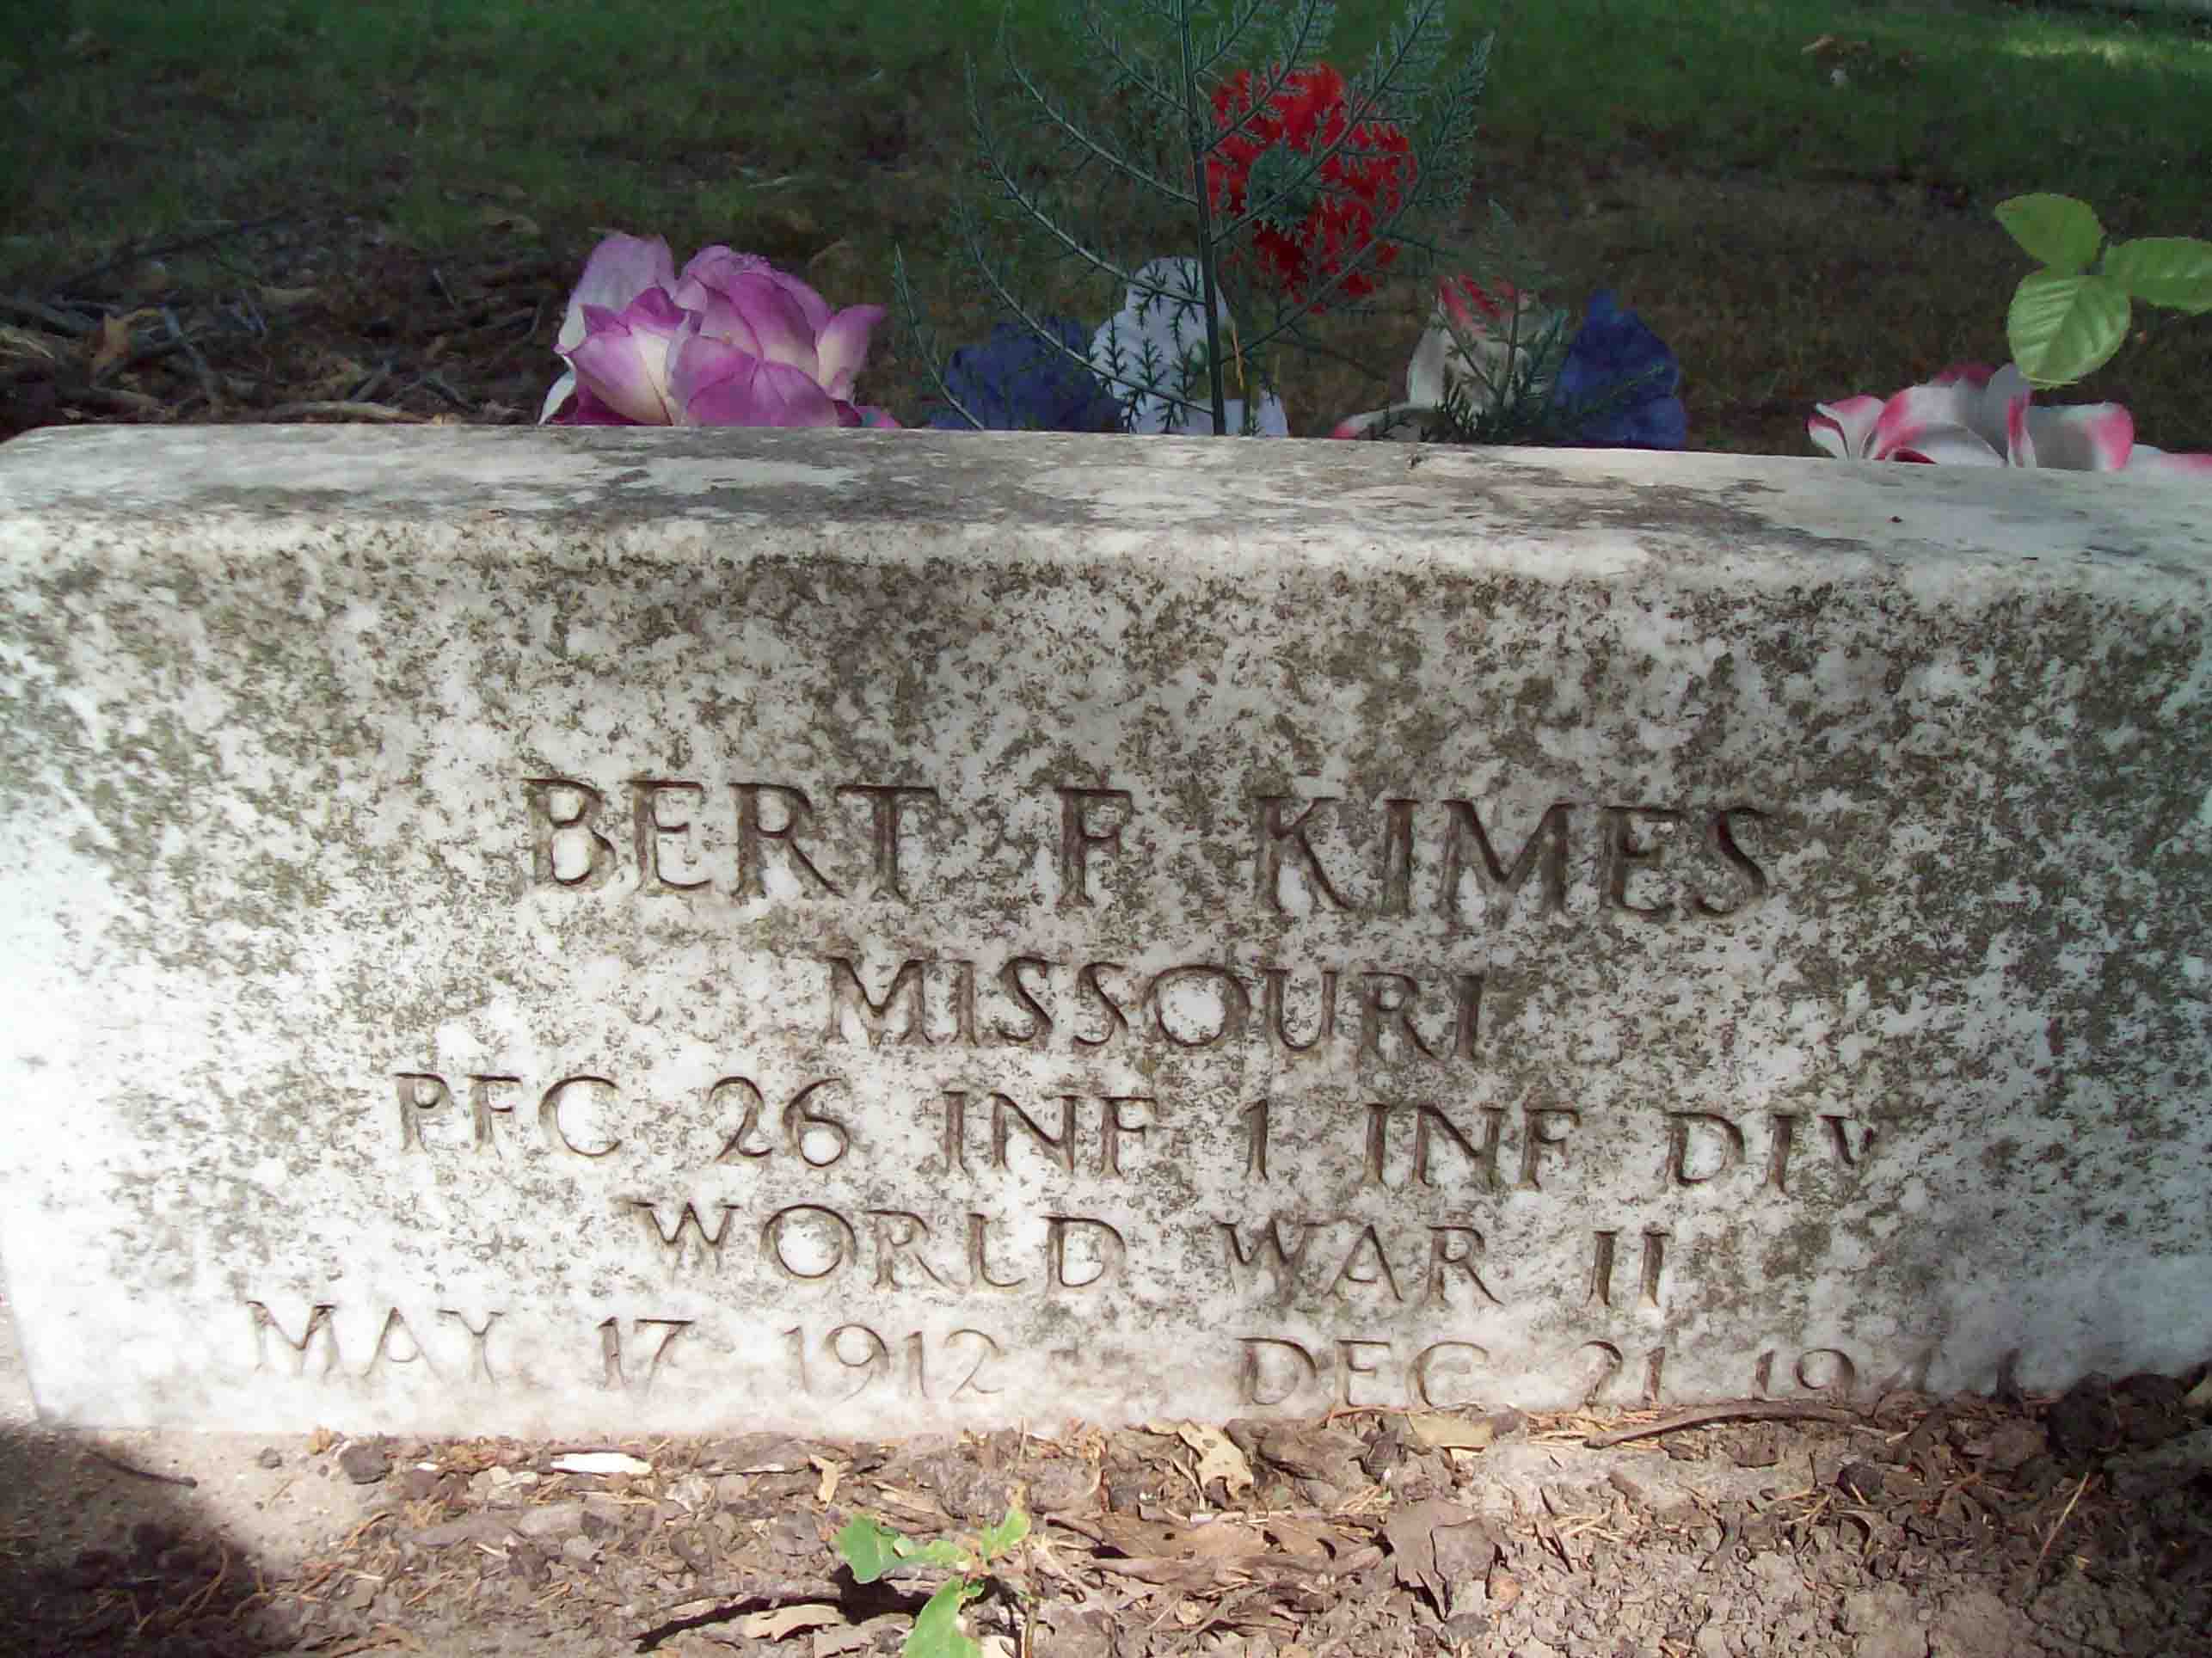 BERT F KIMES
MISSOURI
PFC 26 INF 1 INF DIV
WORLD WAR II
MAY 17 1912 DEC 21